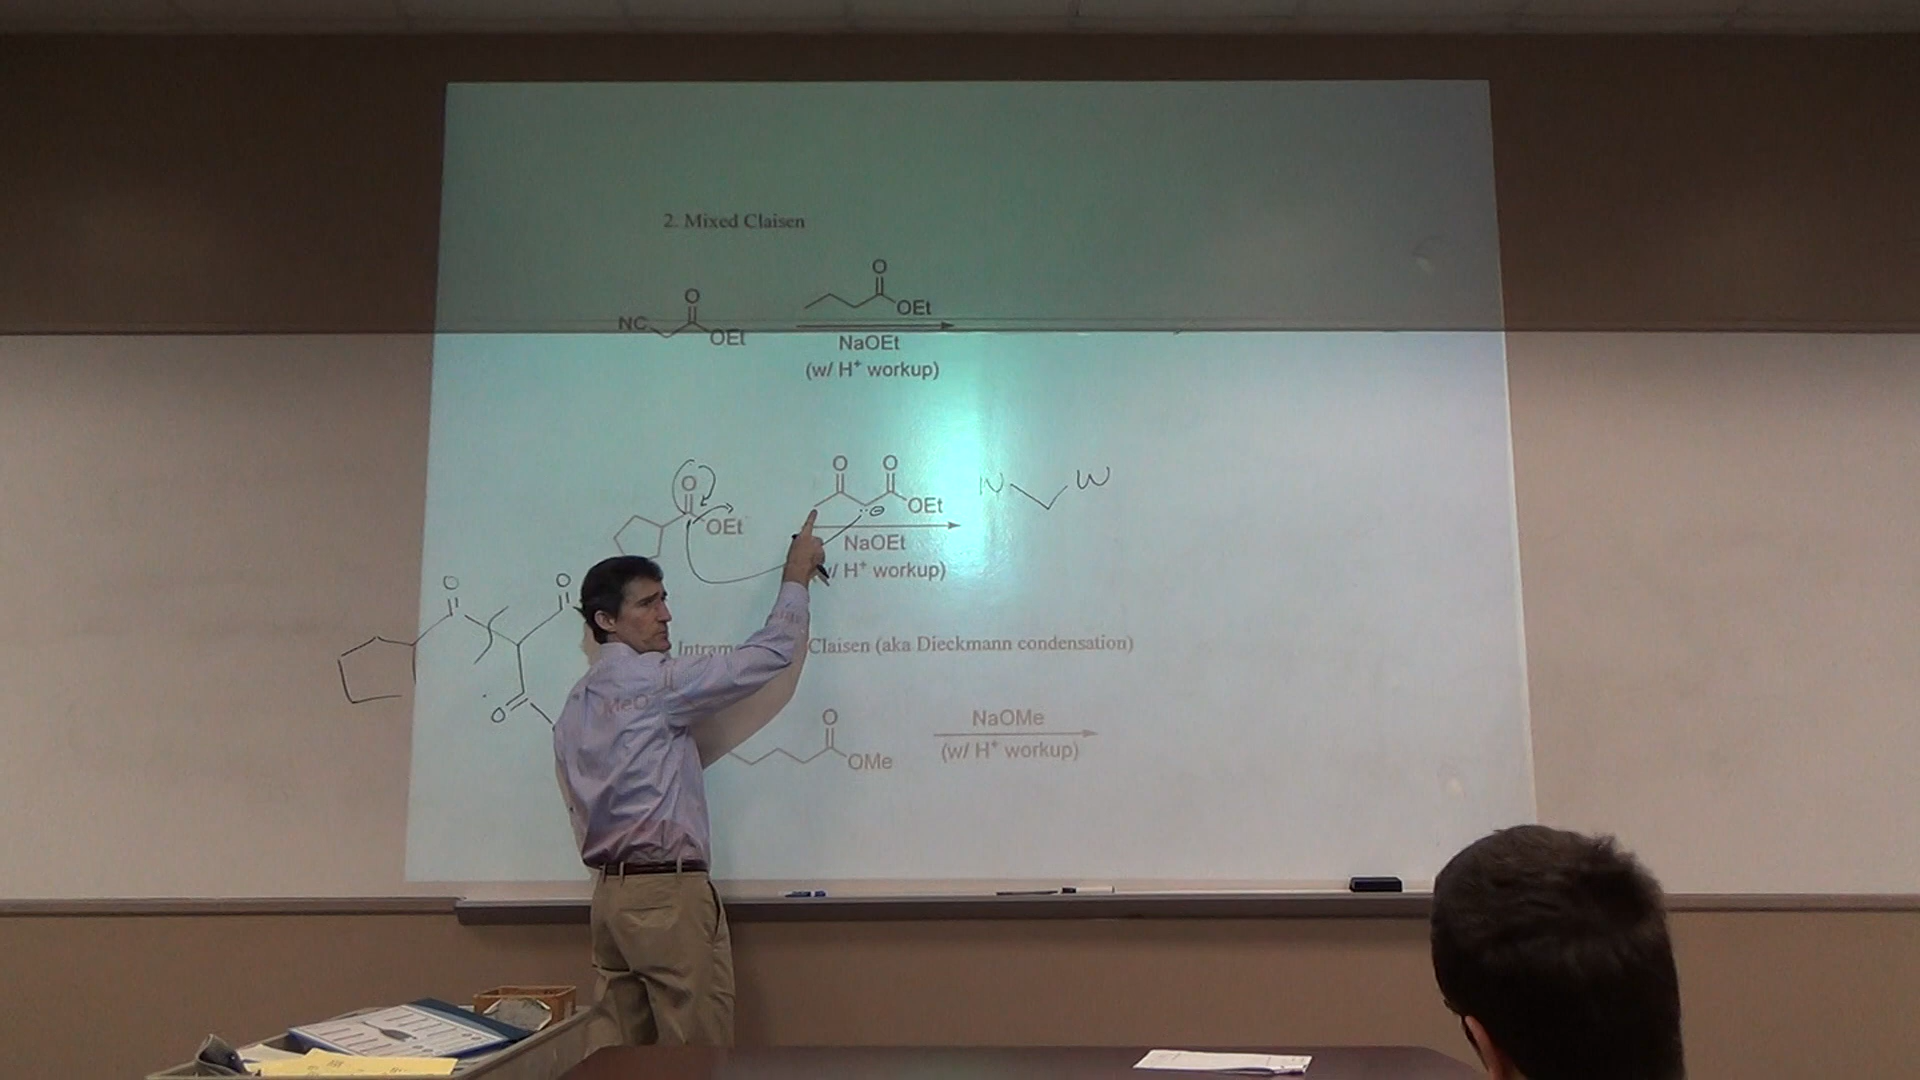 2. Mixed Claisen
O
O
NC
OEt
OEt
NaOEt
(w/ H⁺ workup)
O
O
O
OEt
OEt
⊖
W
NaOEt
H⁺ workup)
O
O
O
Claisen (aka Dieckmann condensation)
MeO
O
OMe
NaOMe
(w/ H⁺ workup)